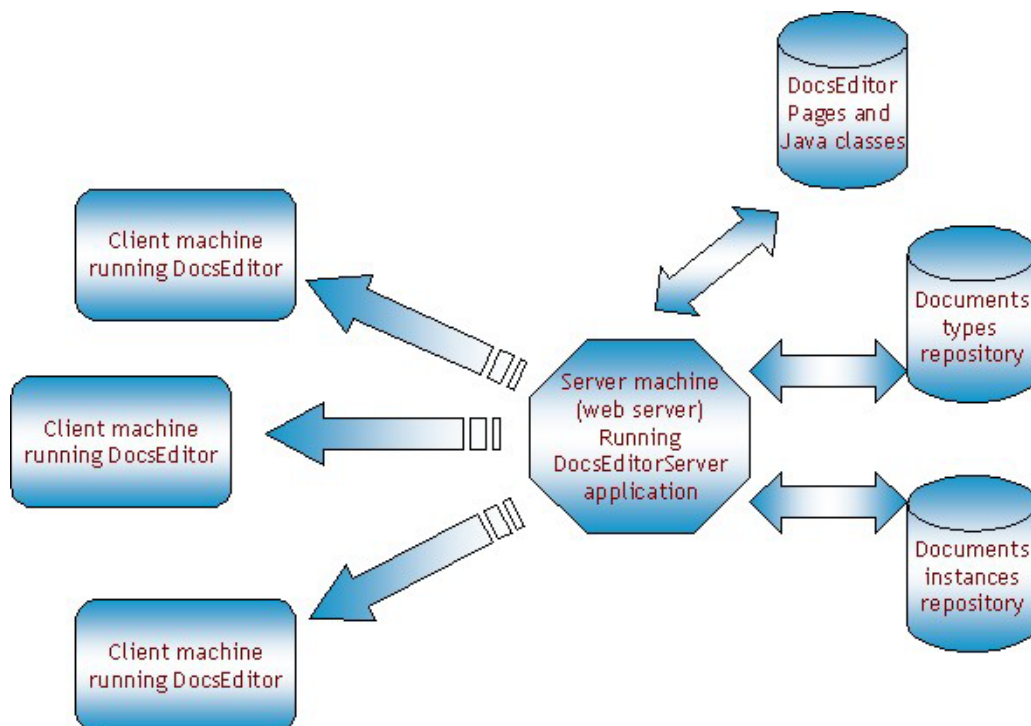 DocsEditor
Pages and
Java classes
Client machine
running DocsEditor
Documents
types
repository
Server machine
(web server)
Running
DocsEditorServer
application
Client machine
running DocsEditor
Documents
instances
repository
Client machine
running DocsEditor